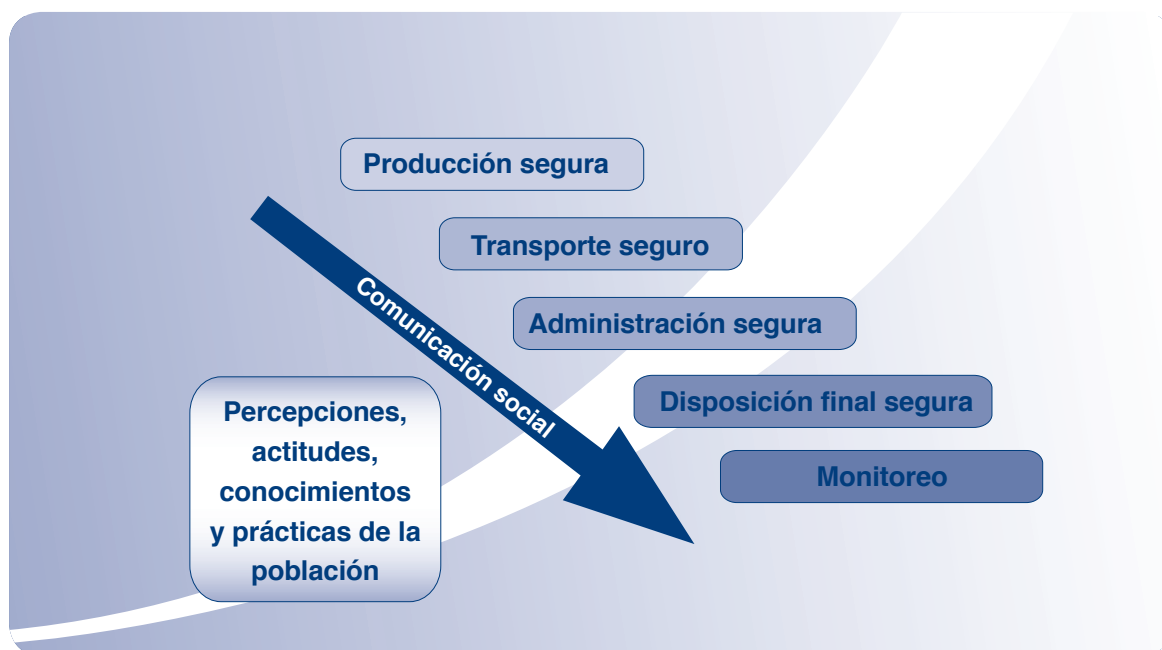 Producción segura
Transporte seguro
Administración segura
Disposición final segura
Monitoreo
Comunicación social
Percepciones,
actitudes,
conocimientos
y prácticas de la
población